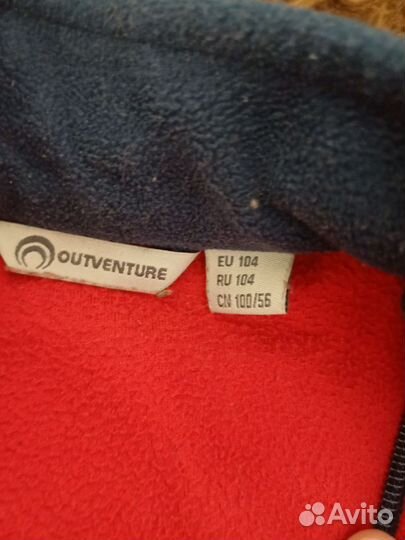 OUTVENTURE
EU 104
RU 104
CN 100/56
Avito